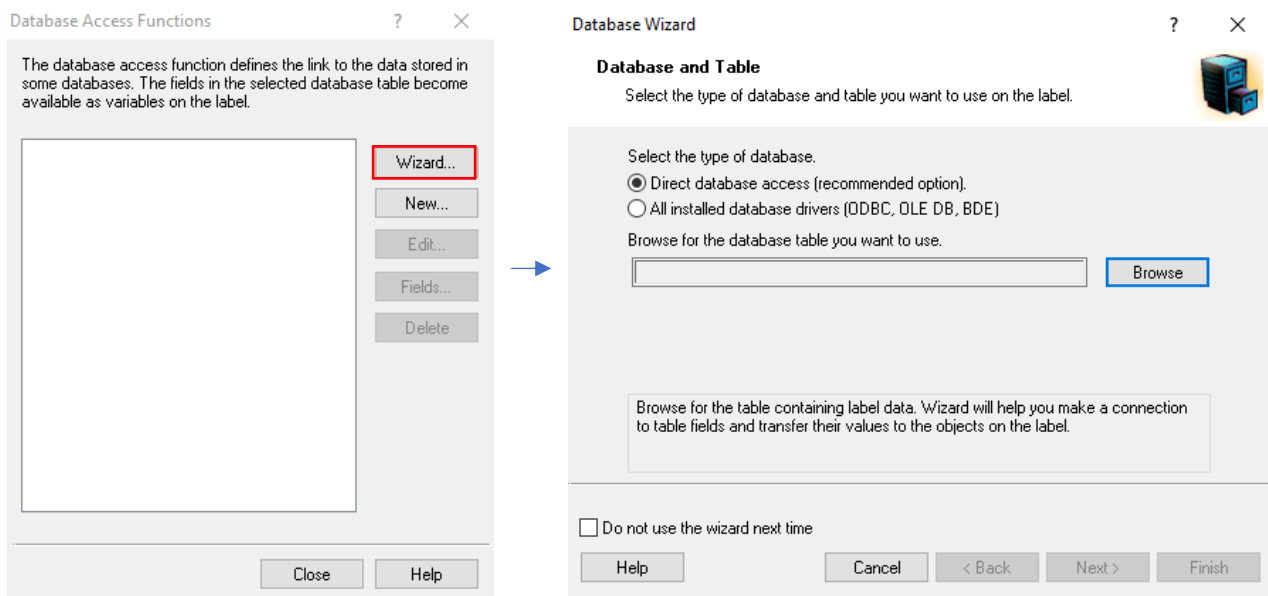 Database Access Functions
?
The database access function defines the link to the data stored in
some databases. The fields in the selected database table become
available as variables on the label.
Wizard...
New...
Edit...
Fields...
Delete
Close
Help
Database Wizard
?
Database and Table
Select the type of database and table you want to use on the label.
Select the type of database.
Direct database access (recommended option).
All installed database drivers (ODBC, OLE DB, BDE)
Browse for the database table you want to use.
Browse
Browse for the table containing label data. Wizard will help you make a connection
to table fields and transfer their values to the objects on the label.
Do not use the wizard next time
Help
Cancel
< Back
Next >
Finish